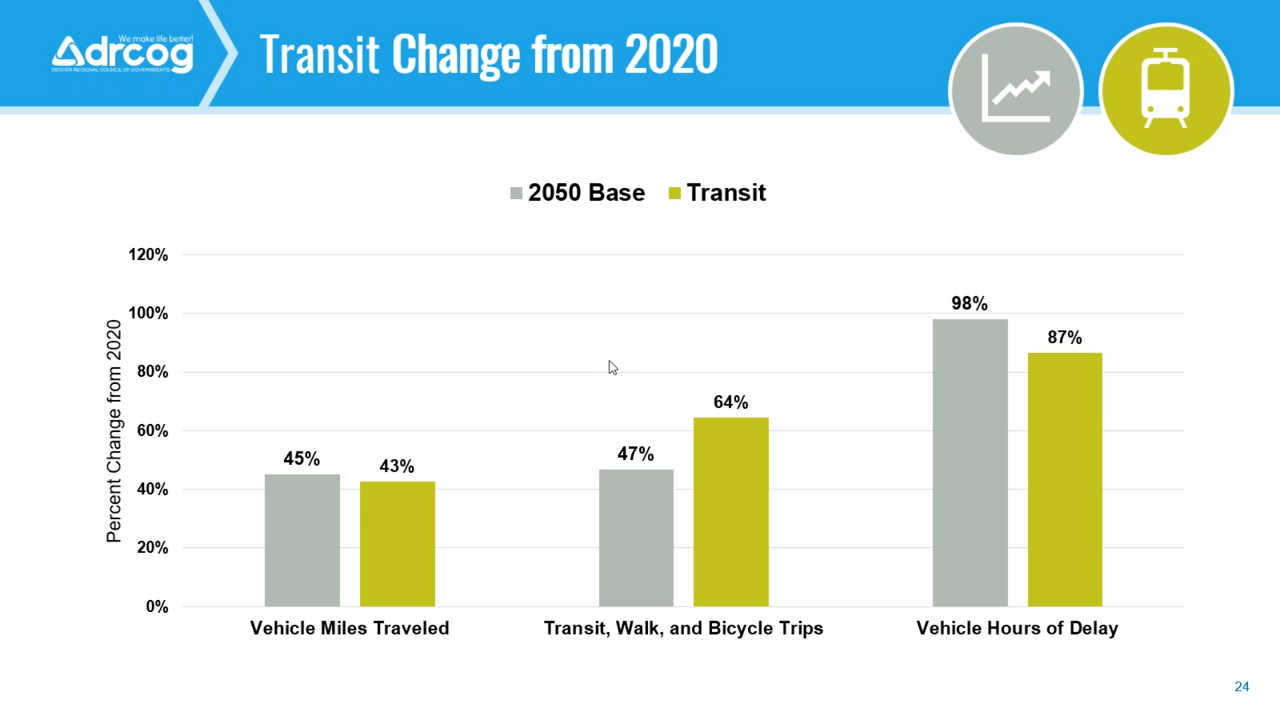 We make life better!
drcog
DENVER REGIONAL COUNCIL OF GOVERNMENTS
Transit Change from 2020
2050 Base Transit
Percent Change from 2020
120%
100%
80%
60%
40%
20%
0%
45%
43%
47%
64%
98%
87%
Vehicle Miles Traveled
Transit, Walk, and Bicycle Trips
Vehicle Hours of Delay
24